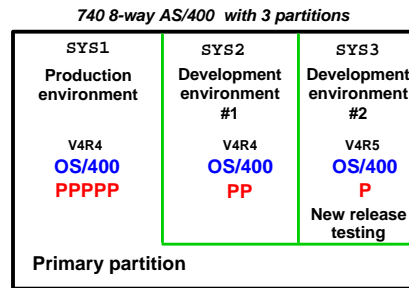 740 8-way AS/400 with 3 partitions
SYS1
Production
environment
V4R4
OS/400
PPPPP
SYS2
Development
environment
#1
V4R4
OS/400
PP
SYS3
Development
environment
#2
V4R5
OS/400
P
New release
testing
Primary partition